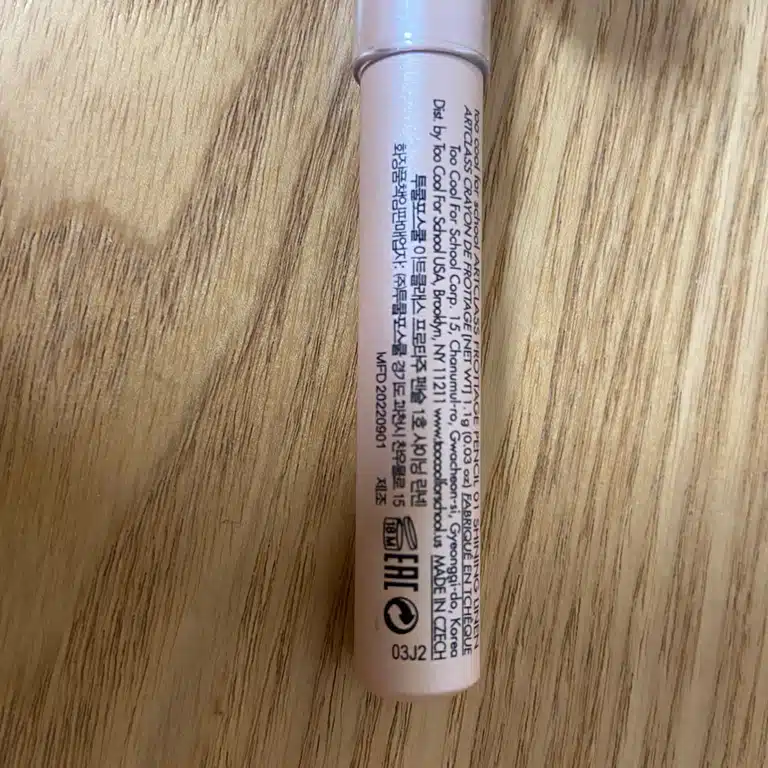 too cool for school ARTCLASS FROTTAGE PENCIL 01 SHINING LINEN
ARTCLASS CRAYON DE FROTTAGE (NET WT) 1.1g (0.03 oz) FABRIQUÉ EN TCHÈQUE
Too Cool For School Corp. 15, Chanumul-ro, Gwacheon-si, Gyeonggi-do, Korea
Dist. by Too Cool For School USA, Brooklyn, NY 11211 www.toocoolforschool.us MADE IN CZECH
투쿨포스쿨 아트클래스 프로타주 펜슬 1호 샤이닝 린넨
화장품책임판매업자: (주)투쿨포스쿨 경기도 과천시 찬우물로 15
MFD 20220901 제조
18 M
EAC
03J2